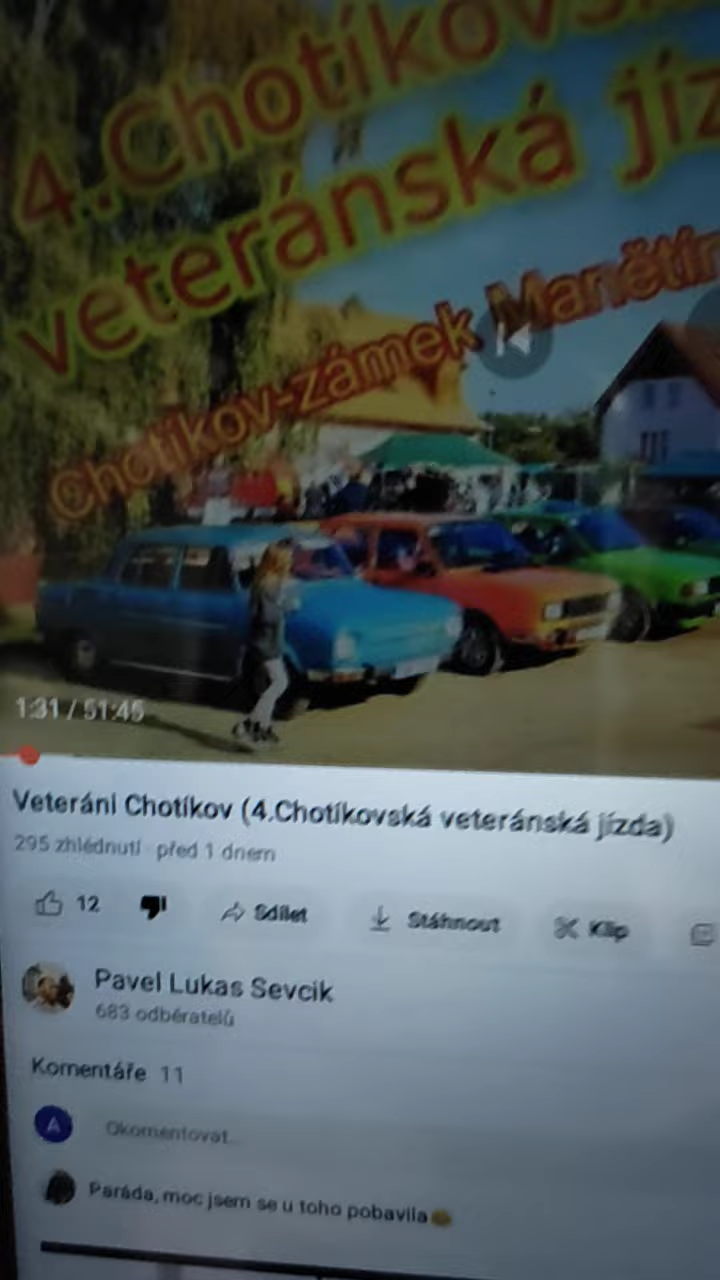 4.Chotíkovsk
veteránská jíz
Chotíkov-zámek Manětín
1:31 / 51:45
Veteráni Chotíkov (4.Chotíkovská veteránská jízda)
295 zhlédnutí · před 1 dnem
12
Sdílet
Stáhnout
Klip
Pavel Lukas Sevcik
683 odběratelů
Komentáře 11
A
Okomentovat...
Paráda, moc jsem se u toho pobavila